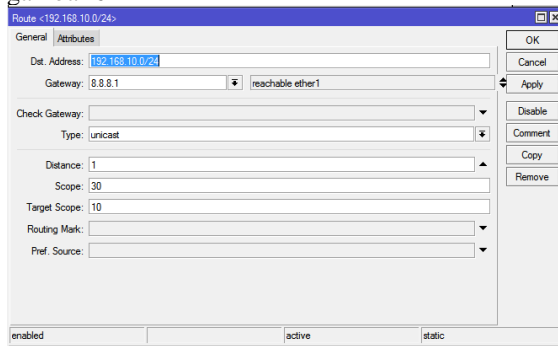 Route <192.168.10.0/24>
General Attributes
OK
Dst. Address: 192.168.10.0/24
Cancel
Gateway: 8.8.8.1 reachable ether1
Apply
Check Gateway:
Disable
Type: unicast
Comment
Copy
Distance: 1
Remove
Scope: 30
Target Scope: 10
Routing Mark:
Pref. Source:
enabled active static